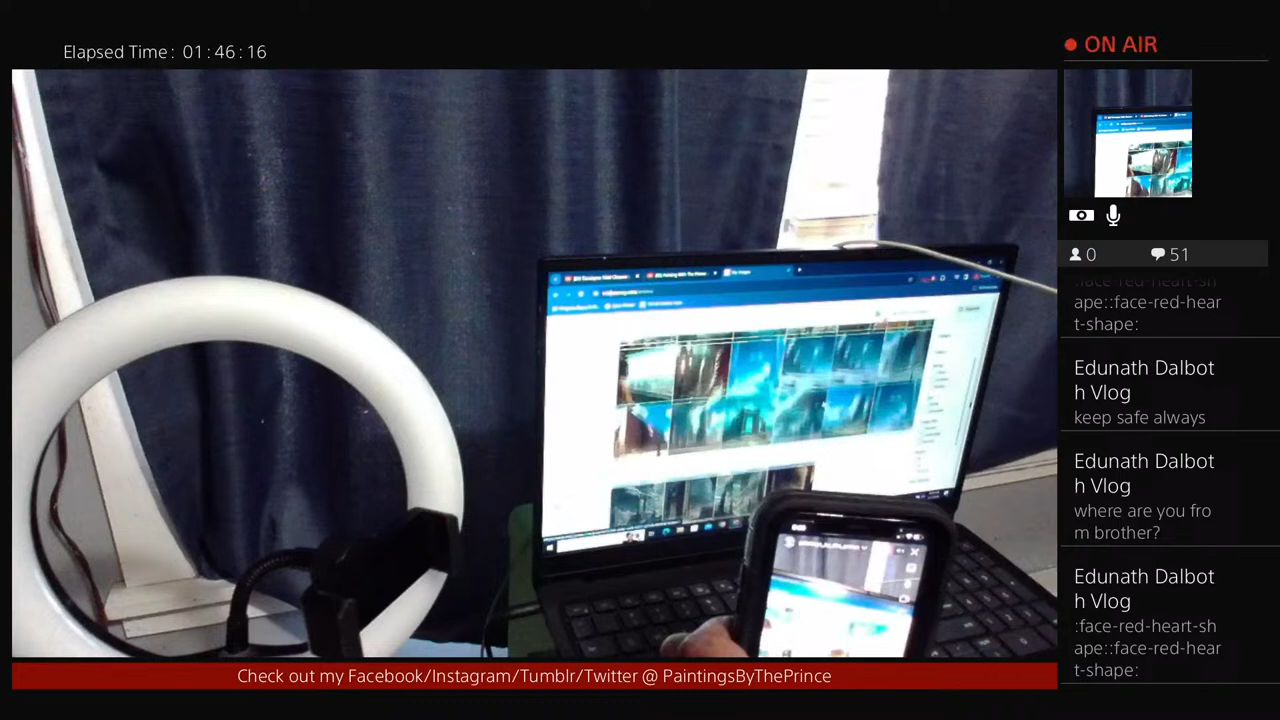 Elapsed Time: 01:46:16
ON AIR
0
51
:face-red-heart-sh
ape::face-red-hear
t-shape:
Edunath Dalbot
h Vlog
keep safe always
Edunath Dalbot
h Vlog
where are you fro
m brother?
Edunath Dalbot
h Vlog
:face-red-heart-sh
ape::face-red-hear
t-shape:
Check out my Facebook/Instagram/Tumblr/Twitter @ PaintingsByThePrince